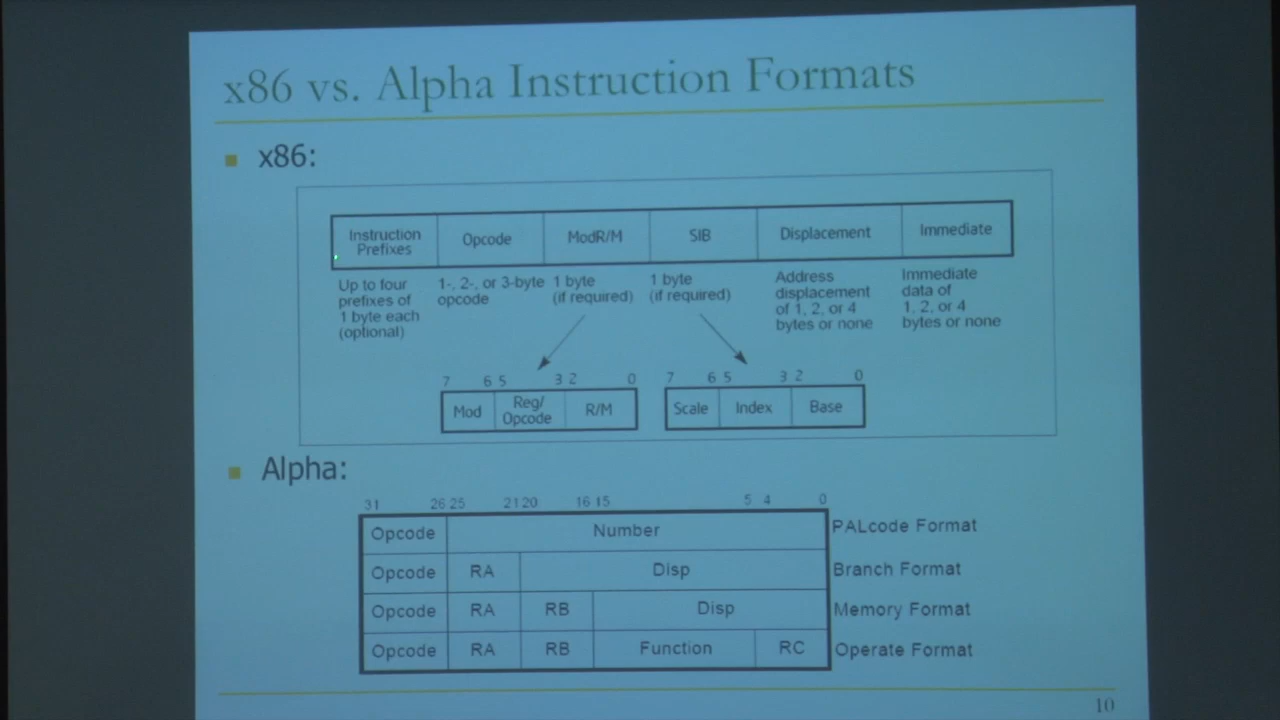 x86 vs. Alpha Instruction Formats
x86:
Instruction Prefixes Opcode ModR/M SIB Displacement Immediate
Up to four prefixes of 1 byte each (optional)
1-, 2-, or 3-byte opcode
1 byte (if required)
1 byte (if required)
Address displacement of 1, 2, or 4 bytes or none
Immediate data of 1, 2, or 4 bytes or none
7 6 5 3 2 0 7 6 5 3 2 0
Mod Reg/Opcode R/M Scale Index Base
Alpha:
31 26 25 21 20 16 15 5 4 0
Opcode Number PALcode Format
Opcode RA Disp Branch Format
Opcode RA RB Disp Memory Format
Opcode RA RB Function RC Operate Format
10